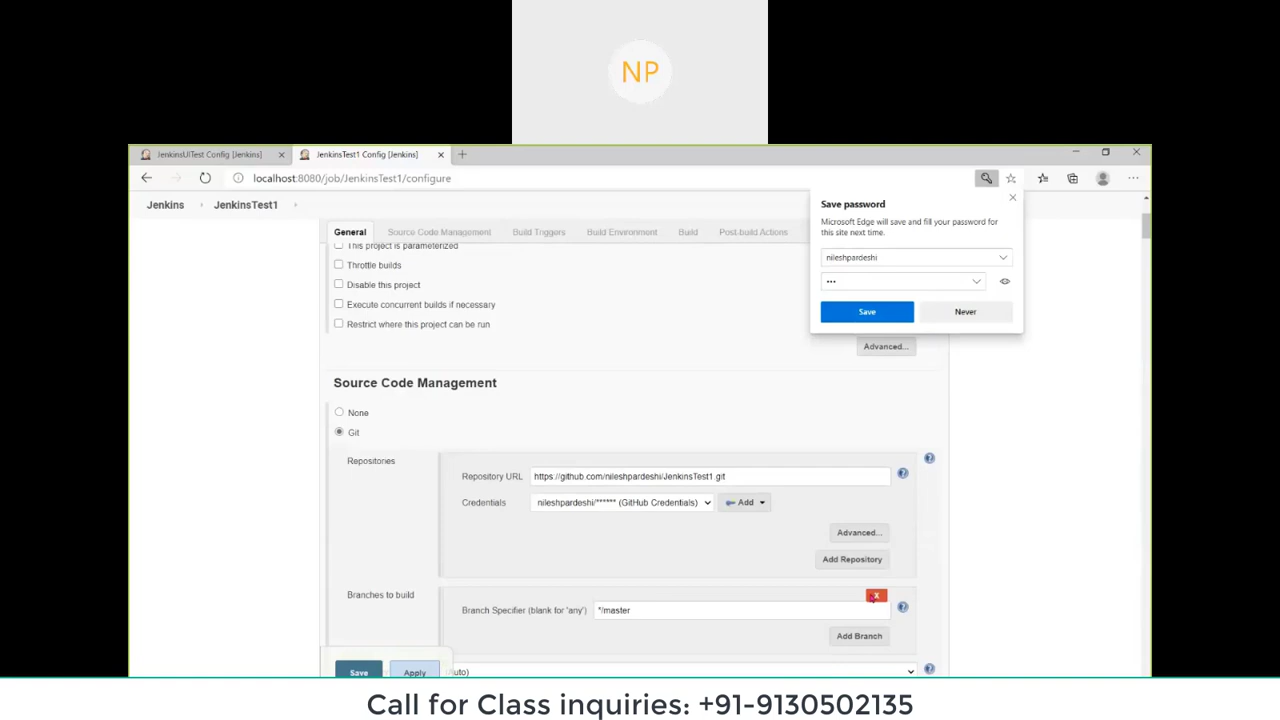 NP
JenkinsUiTest Config [Jenkins]
JenkinsTest1 Config [Jenkins]
localhost:8080/job/JenkinsTest1/configure
Jenkins
JenkinsTest1
Save password
Microsoft Edge will save and fill your password for
this site next time.
nileshpardeshi
•••
Save
Never
General
Source Code Management
Build Triggers
Build Environment
Build
Post-build Actions
This project is parameterized
Throttle builds
Disable this project
Execute concurrent builds if necessary
Restrict where this project can be run
Advanced...
Source Code Management
None
Git
Repositories
Repository URL
https://github.com/nileshpardeshi/JenkinsTest1.git
Credentials
nileshpardeshi/****** (GitHub Credentials)
Add
Advanced...
Add Repository
Branches to build
X
Branch Specifier (blank for 'any')
*/master
Add Branch
Save
Apply
(Auto)
Call for Class inquiries: +91-9130502135